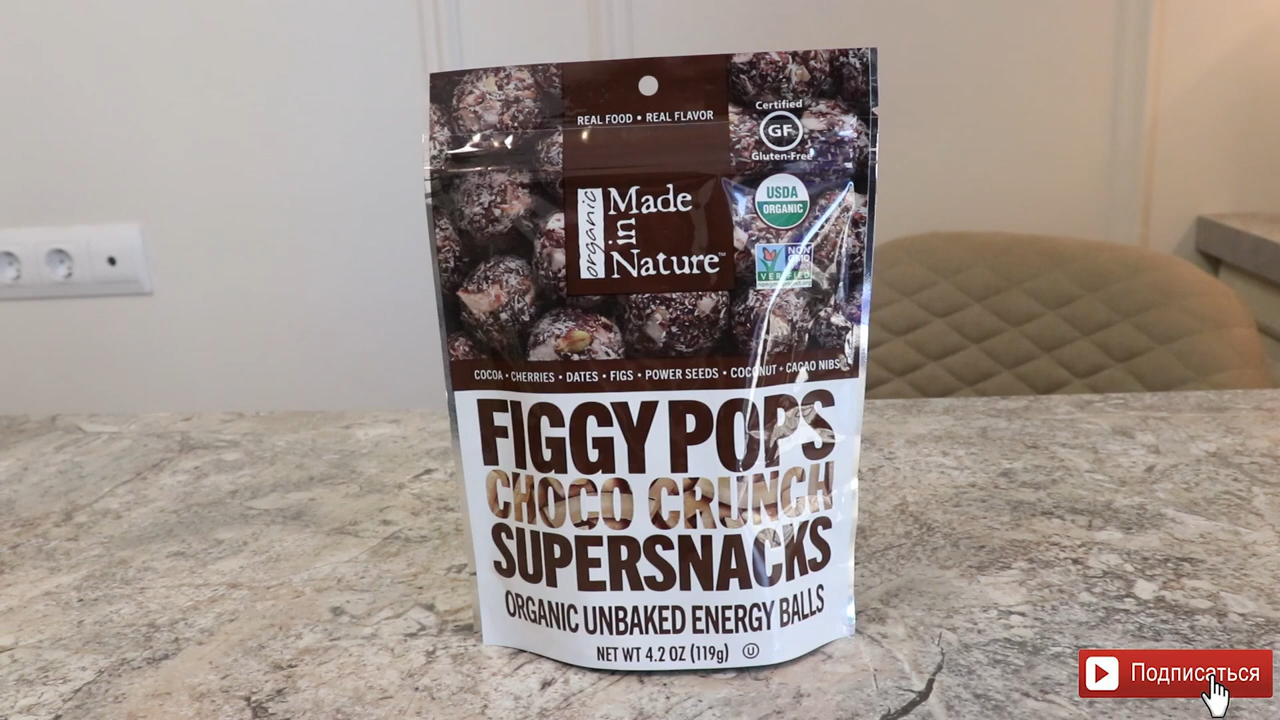 REAL FOOD • REAL FLAVOR
Certified
GF
Gluten-Free
organic
Made
in
Nature™
USDA
ORGANIC
NON
GMO
VERIFIED
COCOA • CHERRIES • DATES • FIGS • POWER SEEDS • COCONUT + CACAO NIBS
FIGGY POPS
CHOCO CRUNCH
SUPERSNACKS
ORGANIC UNBAKED ENERGY BALLS
NET WT 4.2 OZ (119g) U
Подписаться